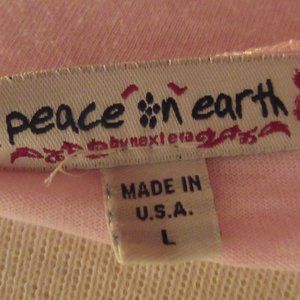 peace on earth
by next era
MADE IN
U.S.A.
L